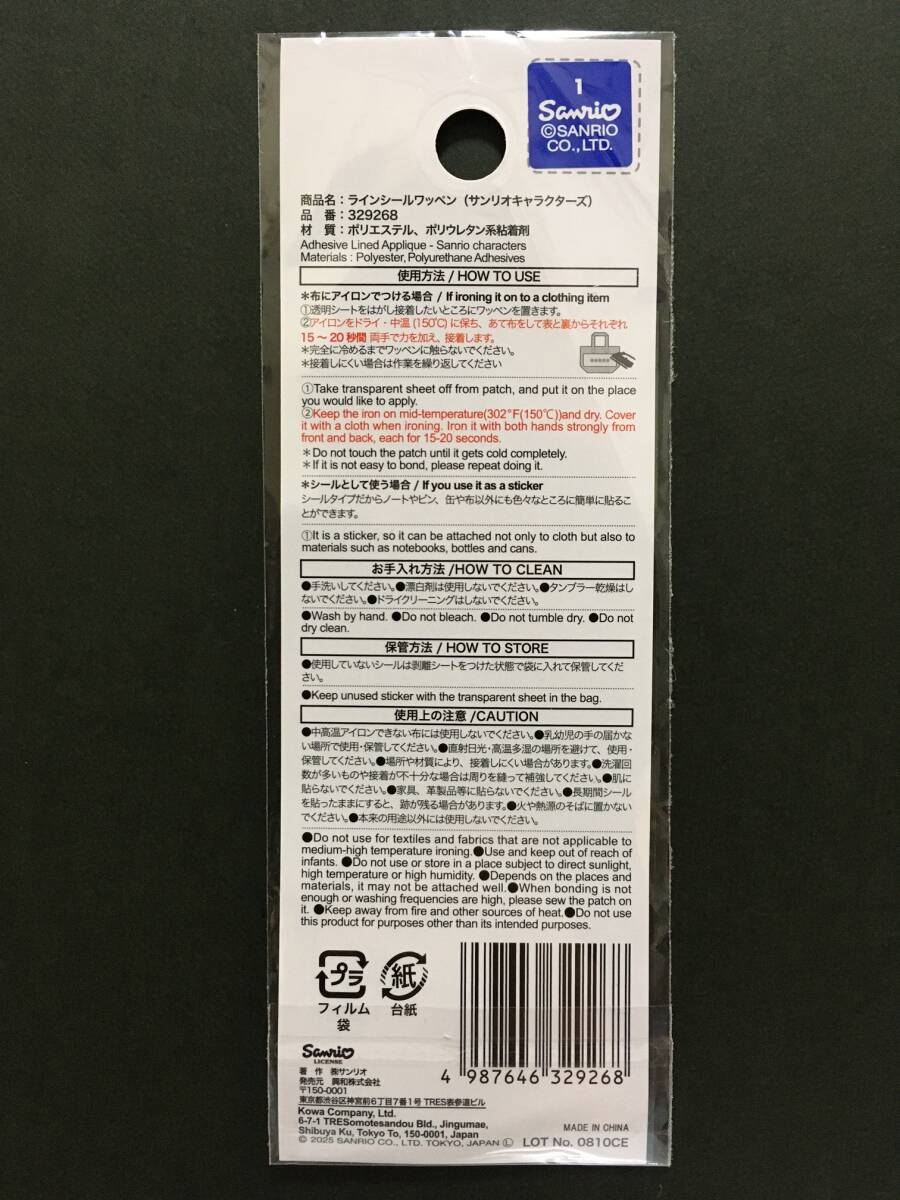 1
Sanrio
©SANRIO
CO.,LTD.
商品名：ラインシールワッペン（サンリオキャラクターズ）
品　番：329268
材　質：ポリエステル、ポリウレタン系粘着剤
Adhesive Lined Applique - Sanrio characters
Materials : Polyester, Polyurethane Adhesives
使用方法 / HOW TO USE
＊布にアイロンでつける場合 / If ironing it on to a clothing item
①透明シートをはがし接着したいところにワッペンを置きます。
②アイロンをドライ・中温(150℃)に保ち、あて布をして表と裏からそれぞれ
15～20秒間 両手で力を加え、接着します。
＊完全に冷めるまでワッペンに触らないでください。
＊接着しにくい場合は作業を繰り返してください
①Take transparent sheet off from patch, and put it on the place
you would like to apply.
②Keep the iron on mid-temperature(302°F(150℃))and dry. Cover
it with a cloth when ironing. Iron it with both hands strongly from
front and back, each for 15-20 seconds.
＊Do not touch the patch until it gets cold completely.
＊If it is not easy to bond, please repeat doing it.
＊シールとして使う場合 / If you use it as a sticker
シールタイプだからノートやビン、缶や布以外にも色々なところに簡単に貼るこ
とができます。
①It is a sticker, so it can be attached not only to cloth but also to
materials such as notebooks, bottles and cans.
お手入れ方法 /HOW TO CLEAN
●手洗いしてください。●漂白剤は使用しないでください。●タンブラー乾燥はし
ないでください。●ドライクリーニングはしないでください。
●Wash by hand. ●Do not bleach. ●Do not tumble dry. ●Do not
dry clean.
保管方法 / HOW TO STORE
●使用していないシールは剥離シートをつけた状態で袋に入れて保管してくだ
さい。
●Keep unused sticker with the transparent sheet in the bag.
使用上の注意 /CAUTION
●中高温アイロンできない布には使用しないでください。●乳幼児の手の届かな
い場所で使用・保管してください。●直射日光・高温多湿の場所を避けて、使用・
保管してください。●場所や材質により、接着しにくい場合があります。●洗濯回
数が多いものや接着が不十分な場合は周りを縫って補強してください。●肌に
貼らないでください。●家具、革製品等に貼らないでください。●長期間シール
を貼ったままにすると、跡が残る場合があります。●火や熱源のそばに置かない
でください。●本来の用途以外には使用しないでください。
●Do not use for textiles and fabrics that are not applicable to
medium-high temperature ironing.●Use and keep out of reach of
infants. ●Do not use or store in a place subject to direct sunlight,
high temperature or high humidity. ●Depends on the places and
materials, it may not be attached well.●When bonding is not
enough or washing frequencies are high, please sew the patch on
it. ●Keep away from fire and other sources of heat.●Do not use
this product for purposes other than its intended purposes.
プラ
フィルム
袋
紙
台紙
4 987646 329268
Sanrio
LICENSE
著　作　㈱サンリオ
発売元　興和株式会社
〒150-0001
東京都渋谷区神宮前6丁目7番1号 TRES表参道ビル
Kowa Company, Ltd.
6-7-1 TRESomotesandou Bld., Jingumae,
Shibuya Ku, Tokyo To, 150-0001, Japan
© 2025 SANRIO CO., LTD. TOKYO, JAPAN Ⓛ
MADE IN CHINA
LOT No. 0810CE